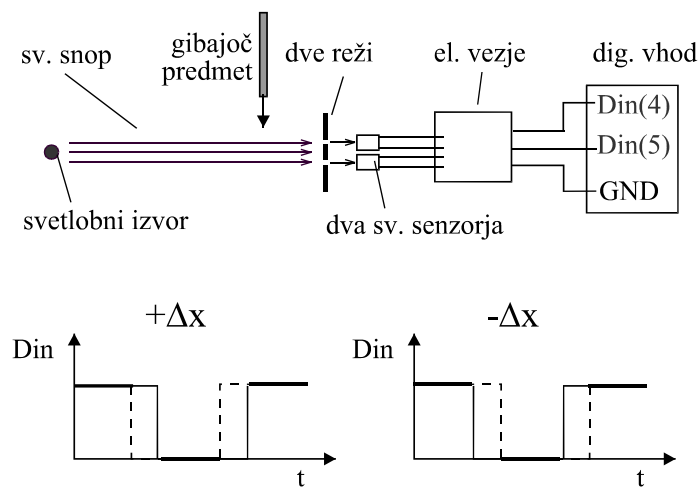 sv. snop
gibajoč
predmet
dve reži
el. vezje
dig. vhod
Din(4)
Din(5)
GND
svetlobni izvor
dva sv. senzorja
+Δx
-Δx
Din
Din
t
t